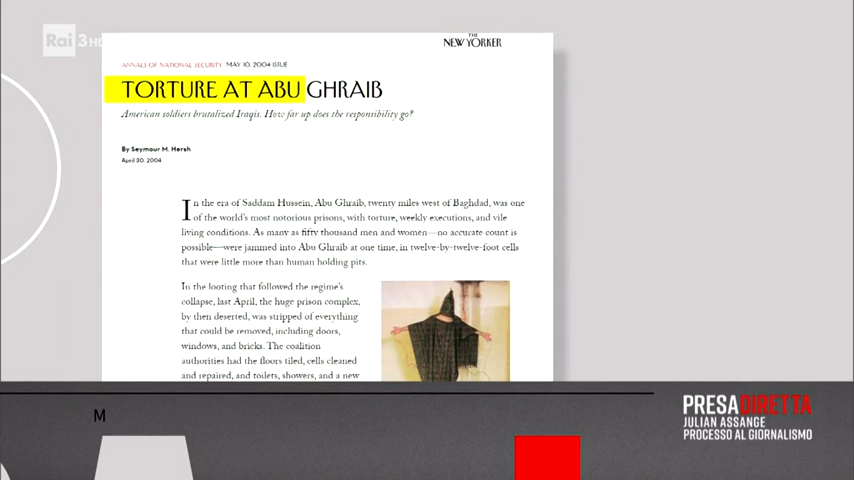 Rai 3HD
THE
NEW YORKER
ANNALS OF NATIONAL SECURITY MAY 10, 2004 ISSUE
TORTURE AT ABU GHRAIB
American soldiers brutalized Iraqis. How far up does the responsibility go?
By Seymour M. Hersh
April 30, 2004
In the era of Saddam Hussein, Abu Ghraib, twenty miles west of Baghdad, was one
of the world's most notorious prisons, with torture, weekly executions, and vile
living conditions. As many as fifty thousand men and women—no accurate count is
possible—were jammed into Abu Ghraib at one time, in twelve-by-twelve-foot cells
that were little more than human holding pits.
In the looting that followed the regime's
collapse, last April, the huge prison complex,
by then deserted, was stripped of everything
that could be removed, including doors,
windows, and bricks. The coalition
authorities had the floors tiled, cells cleaned
and repaired, and toilets, showers, and a new
M
PRESADIRETTA
JULIAN ASSANGE
PROCESSO AL GIORNALISMO